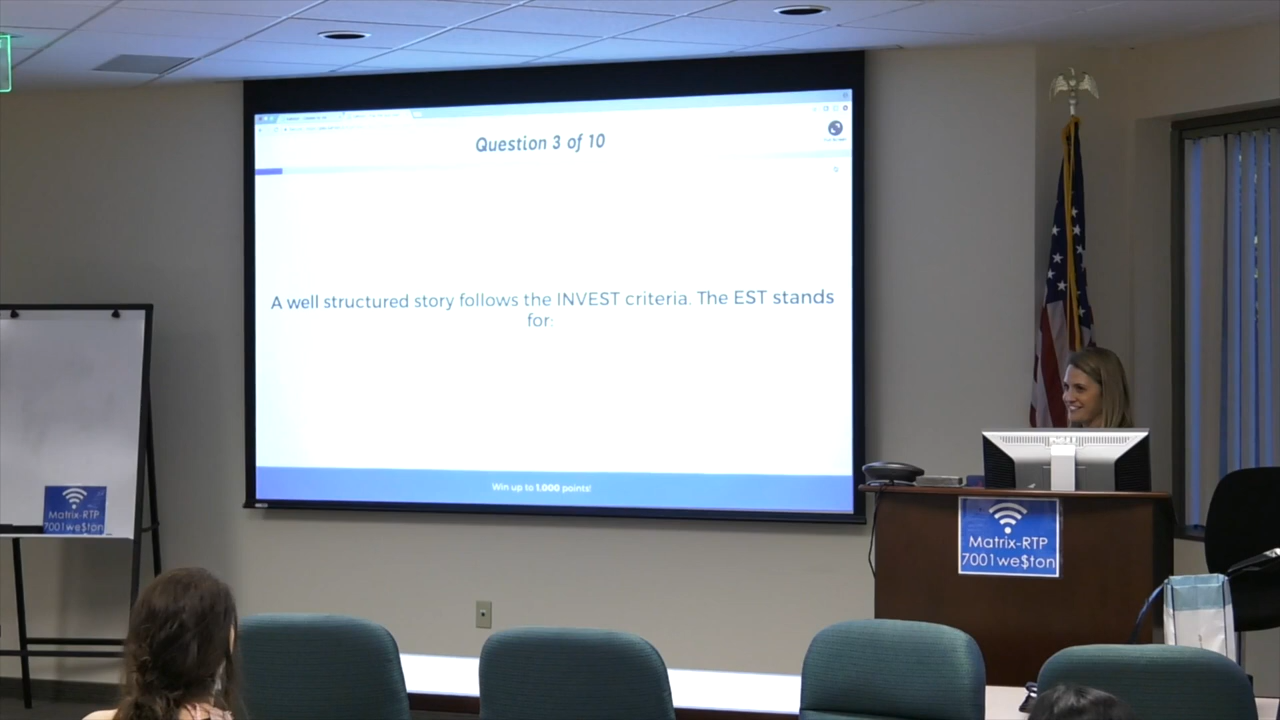 Question 3 of 10
A well structured story follows the INVEST criteria. The EST stands
for:
Win up to 1,000 points!
Matrix-RTP
7001we$ton
Matrix-RTP
7001we$ton